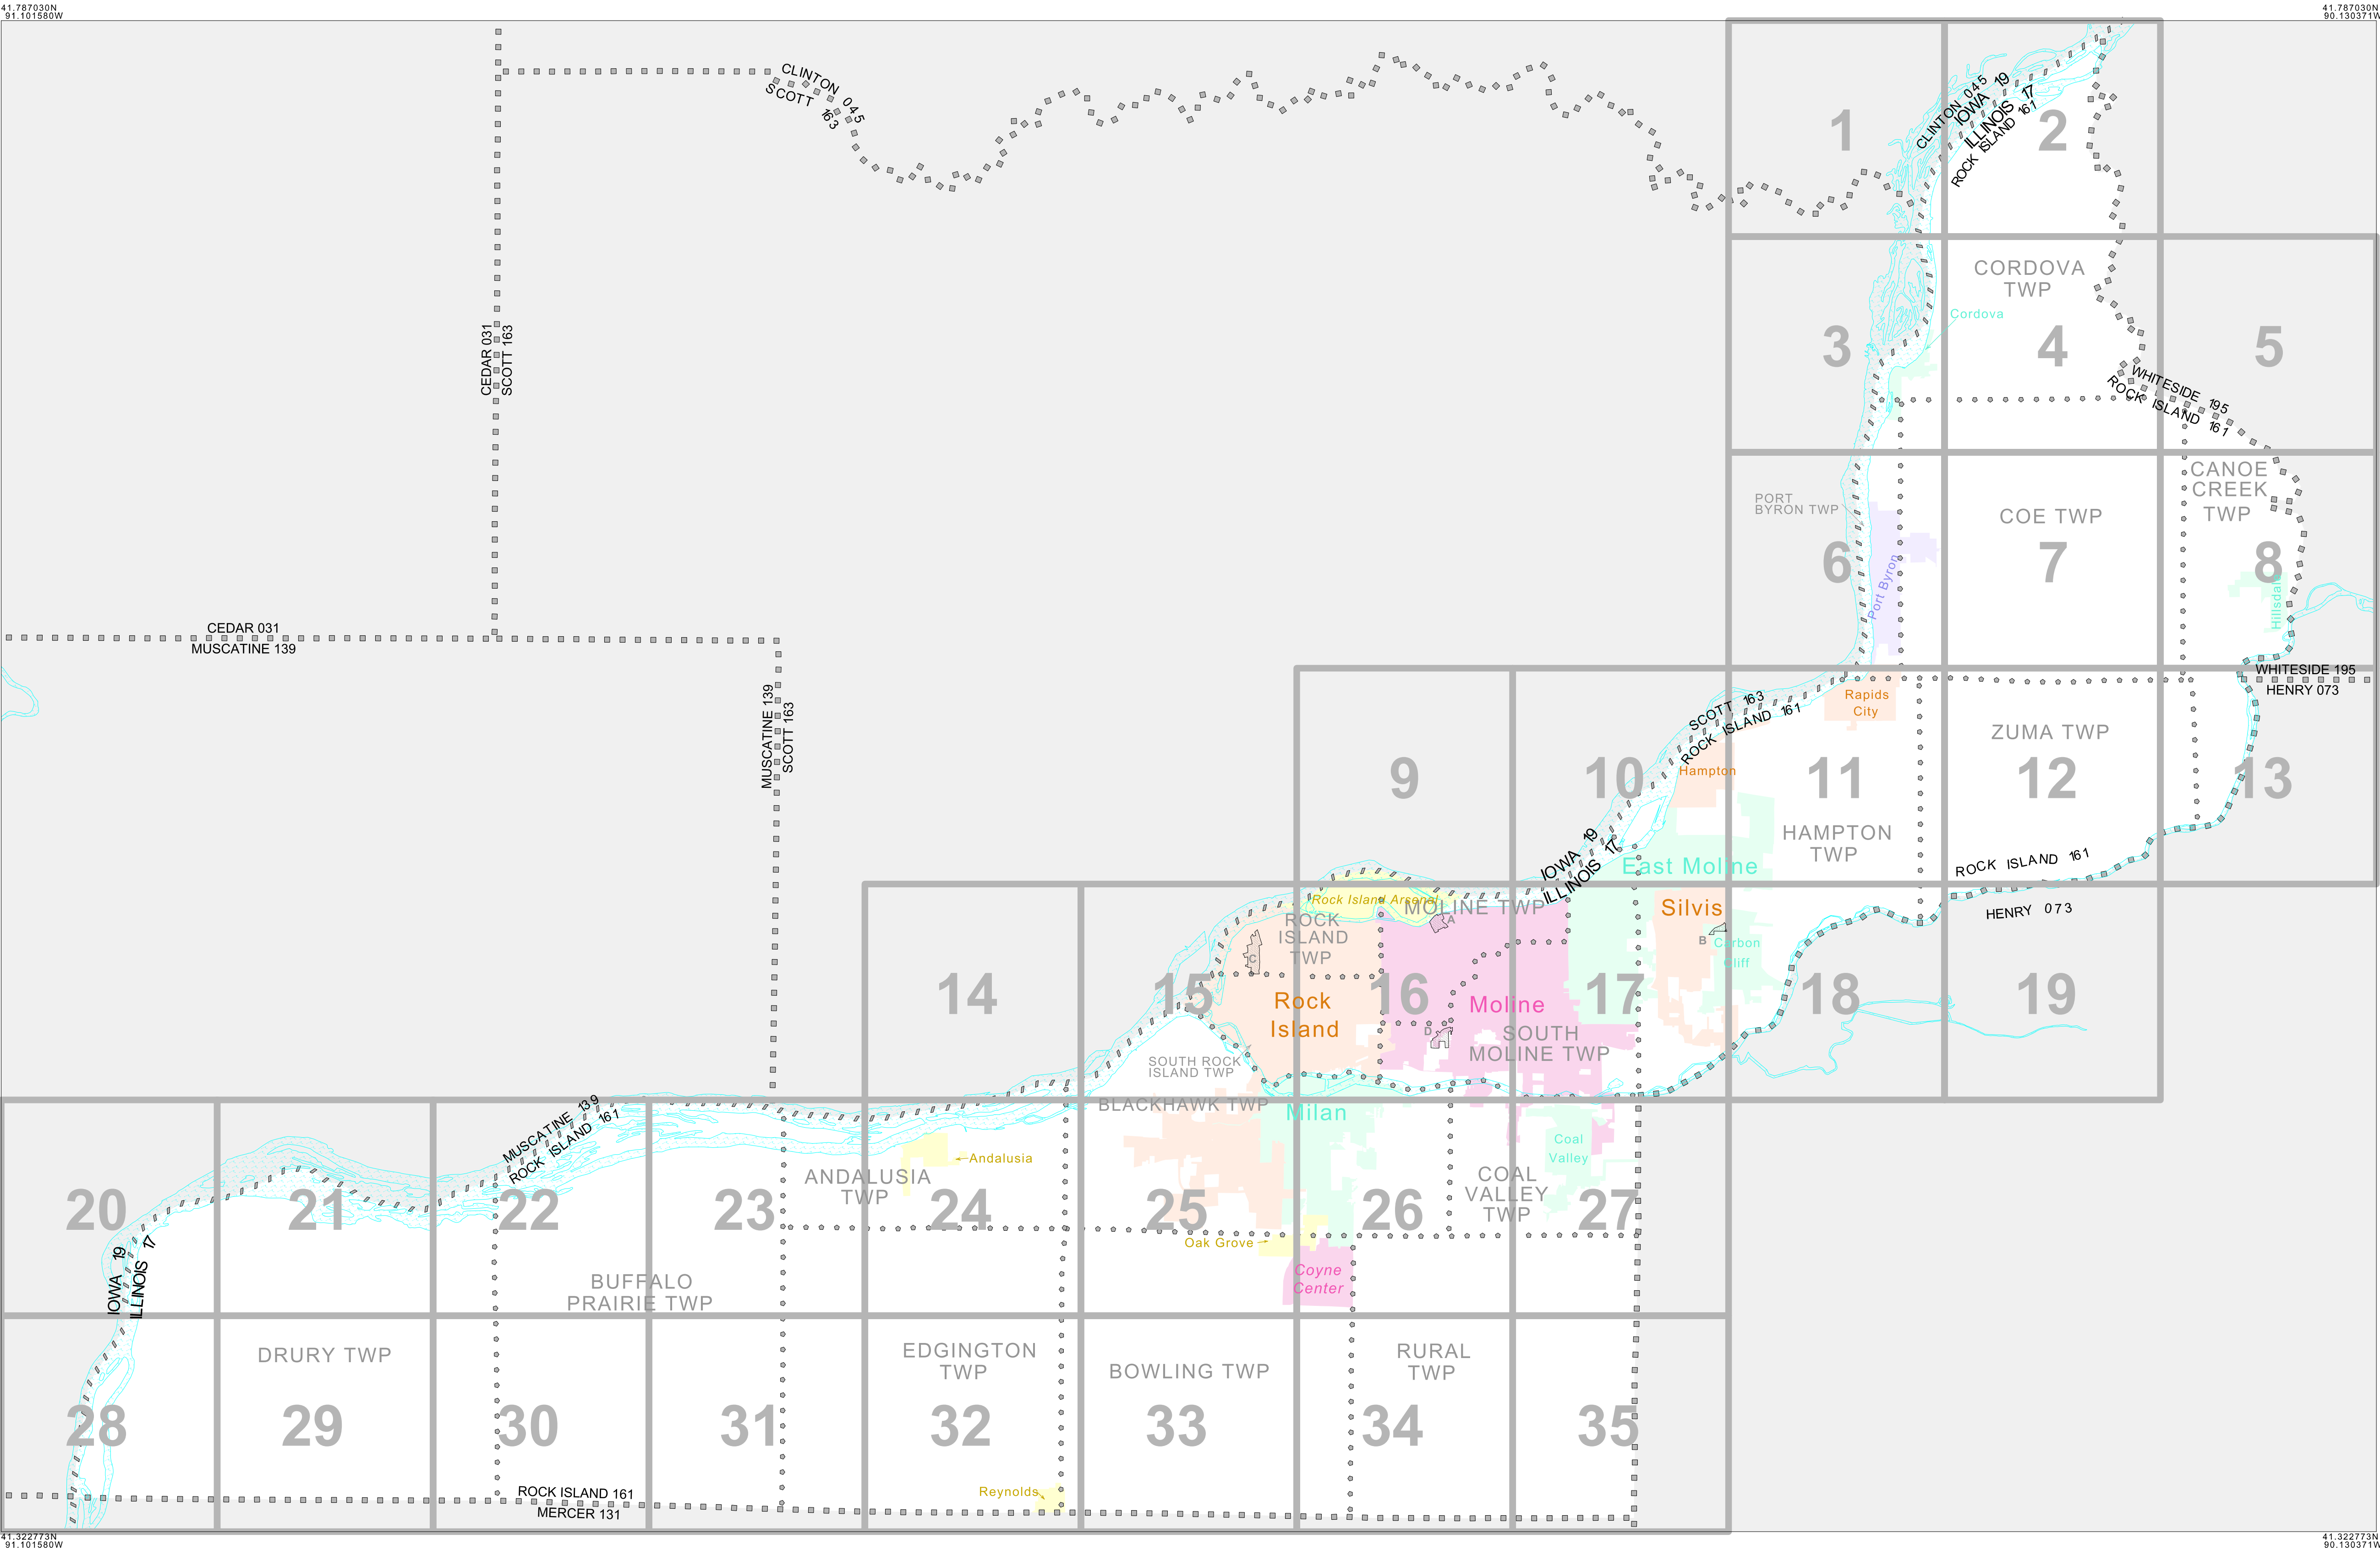 41.787030N
91.101580W
41.787030N
90.130371W
CLINTON 045
SCOTT 163
CLINTON 045
IOWA 19
ILLINOIS 17
ROCK ISLAND 161
1
2
CORDOVA
TWP
Cordova
3
4
5
CEDAR 031
SCOTT 163
WHITESIDE 195
ROCK ISLAND 161
PORT
BYRON TWP
COE TWP
CANOE
CREEK
TWP
6
7
8
Port Byron
Hillsdale
CEDAR 031
MUSCATINE 139
MUSCATINE 139
SCOTT 163
WHITESIDE 195
HENRY 073
SCOTT 163
ROCK ISLAND 161
Rapids
City
ZUMA TWP
Hampton
9
10
11
12
13
HAMPTON
TWP
IOWA 19
ILLINOIS 17
East Moline
ROCK ISLAND 161
HENRY 073
Rock Island Arsenal
MOLINE TWP
A
Silvis
ROCK
ISLAND
TWP
C
B
Carbon
Cliff
14
15
16
17
18
19
Rock
Island
Moline
D
SOUTH
MOLINE TWP
SOUTH ROCK
ISLAND TWP
BLACKHAWK TWP
Milan
MUSCATINE 139
ROCK ISLAND 161
Coal
Valley
Andalusia
ANDALUSIA
TWP
COAL
VALLEY
TWP
20
21
22
23
24
25
26
27
IOWA 19
ILLINOIS 17
Oak Grove
Coyne
Center
BUFFALO
PRAIRIE TWP
DRURY TWP
EDGINGTON
TWP
BOWLING TWP
RURAL
TWP
28
29
30
31
32
33
34
35
ROCK ISLAND 161
MERCER 131
Reynolds
41.322773N
91.101580W
41.322773N
90.130371W